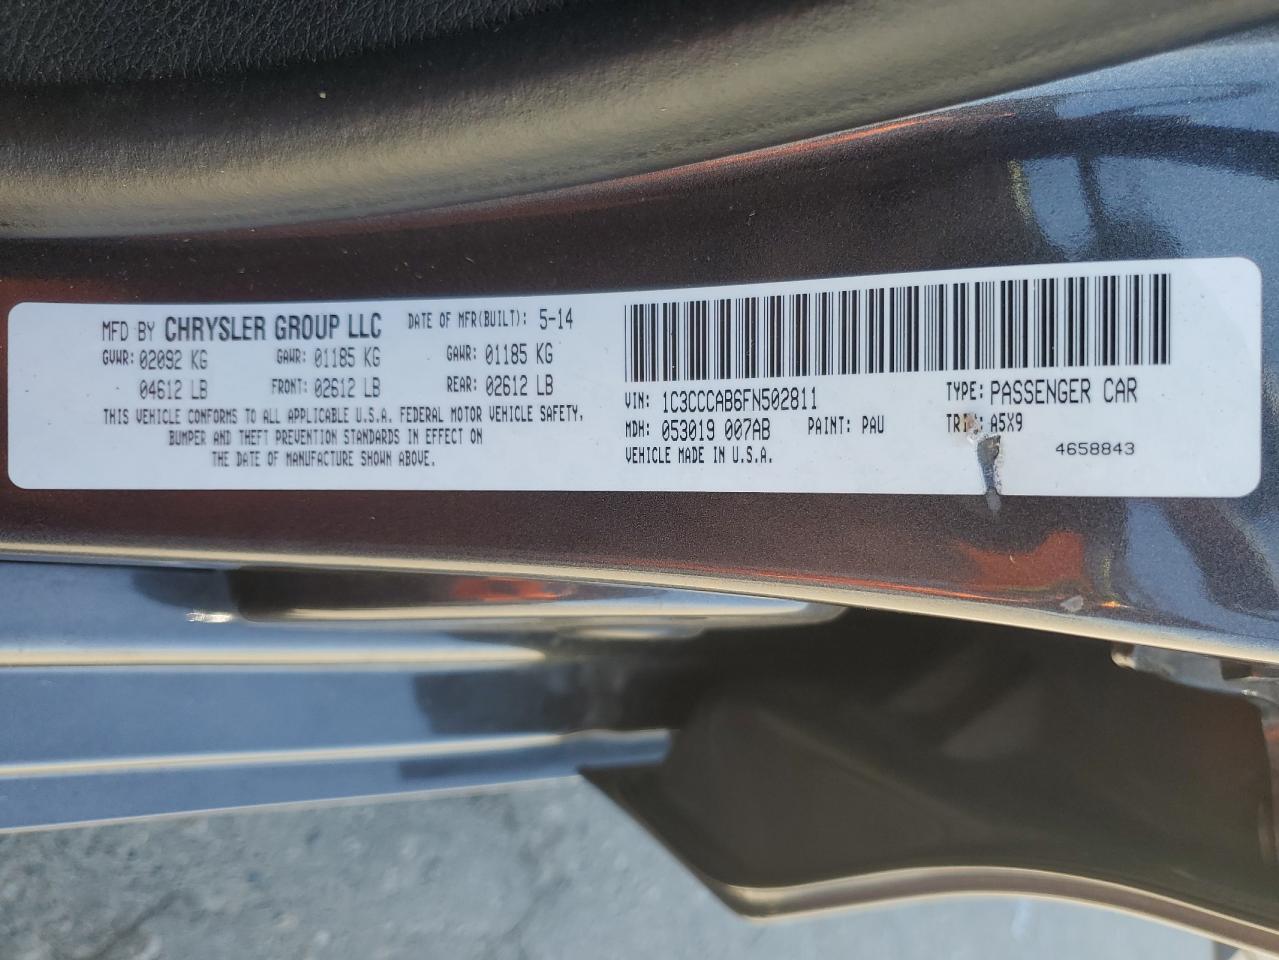 MFD BY CHRYSLER GROUP LLC DATE OF MFR(BUILT): 5-14
GVWR: 02092 KG GAWR: 01185 KG GAWR: 01185 KG
04612 LB FRONT: 02612 LB REAR: 02612 LB
THIS VEHICLE CONFORMS TO ALL APPLICABLE U.S.A. FEDERAL MOTOR VEHICLE SAFETY,
BUMPER AND THEFT PREVENTION STANDARDS IN EFFECT ON
THE DATE OF MANUFACTURE SHOWN ABOVE.
VIN: 1C3CCCAB6FN502811 TYPE: PASSENGER CAR
MDH: 053019 007AB PAINT: PAU TRIM: A5X9
VEHICLE MADE IN U.S.A. 4658843